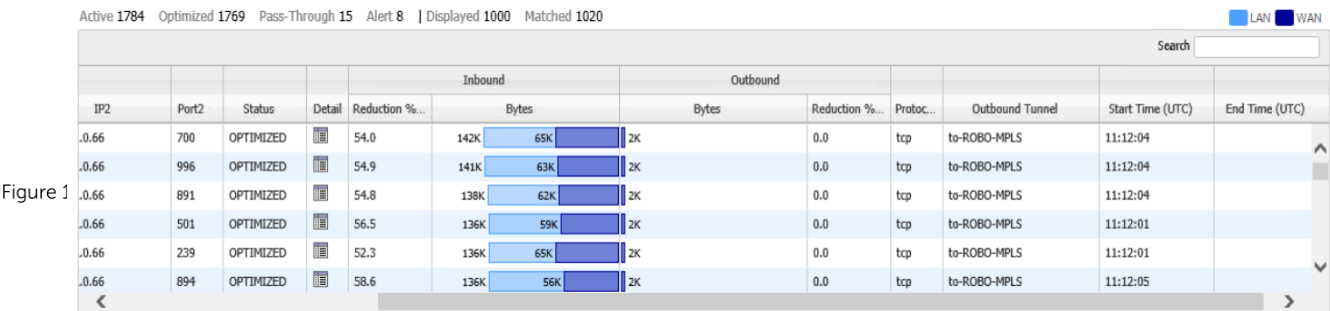 Active 1784 Optimized 1769 Pass-Through 15 Alert 8 | Displayed 1000 Matched 1020 LAN WAN
Search
Inbound Outbound
IP2 Port2 Status Detail Reduction %... Bytes Bytes Reduction %... Protoc... Outbound Tunnel Start Time (UTC) End Time (UTC)
.0.66 700 OPTIMIZED 54.0 142K 65K 2K 0.0 tcp to-ROBO-MPLS 11:12:04
.0.66 996 OPTIMIZED 54.9 141K 63K 2K 0.0 tcp to-ROBO-MPLS 11:12:04
Figure 1 .0.66 891 OPTIMIZED 54.8 138K 62K 2K 0.0 tcp to-ROBO-MPLS 11:12:04
.0.66 501 OPTIMIZED 56.5 136K 59K 2K 0.0 tcp to-ROBO-MPLS 11:12:01
.0.66 239 OPTIMIZED 52.3 136K 65K 2K 0.0 tcp to-ROBO-MPLS 11:12:01
.0.66 894 OPTIMIZED 58.6 136K 56K 2K 0.0 tcp to-ROBO-MPLS 11:12:05